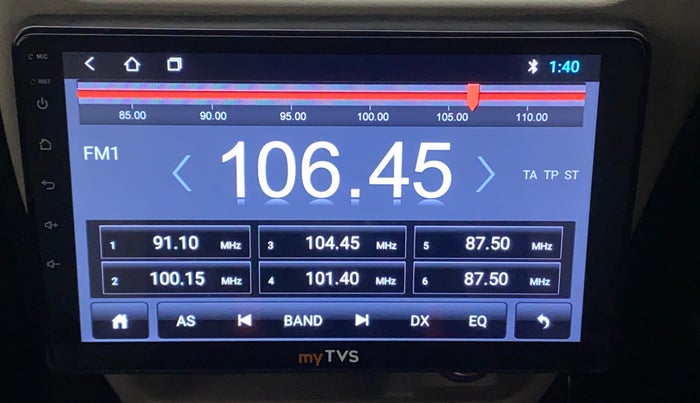 MIC
1:40
RST
85.00 90.00 95.00 100.00 105.00 110.00
FM1
106.45
TA TP ST
1 91.10 MHz 3 104.45 MHz 5 87.50 MHz
2 100.15 MHz 4 101.40 MHz 6 87.50 MHz
AS BAND DX EQ
myTVS